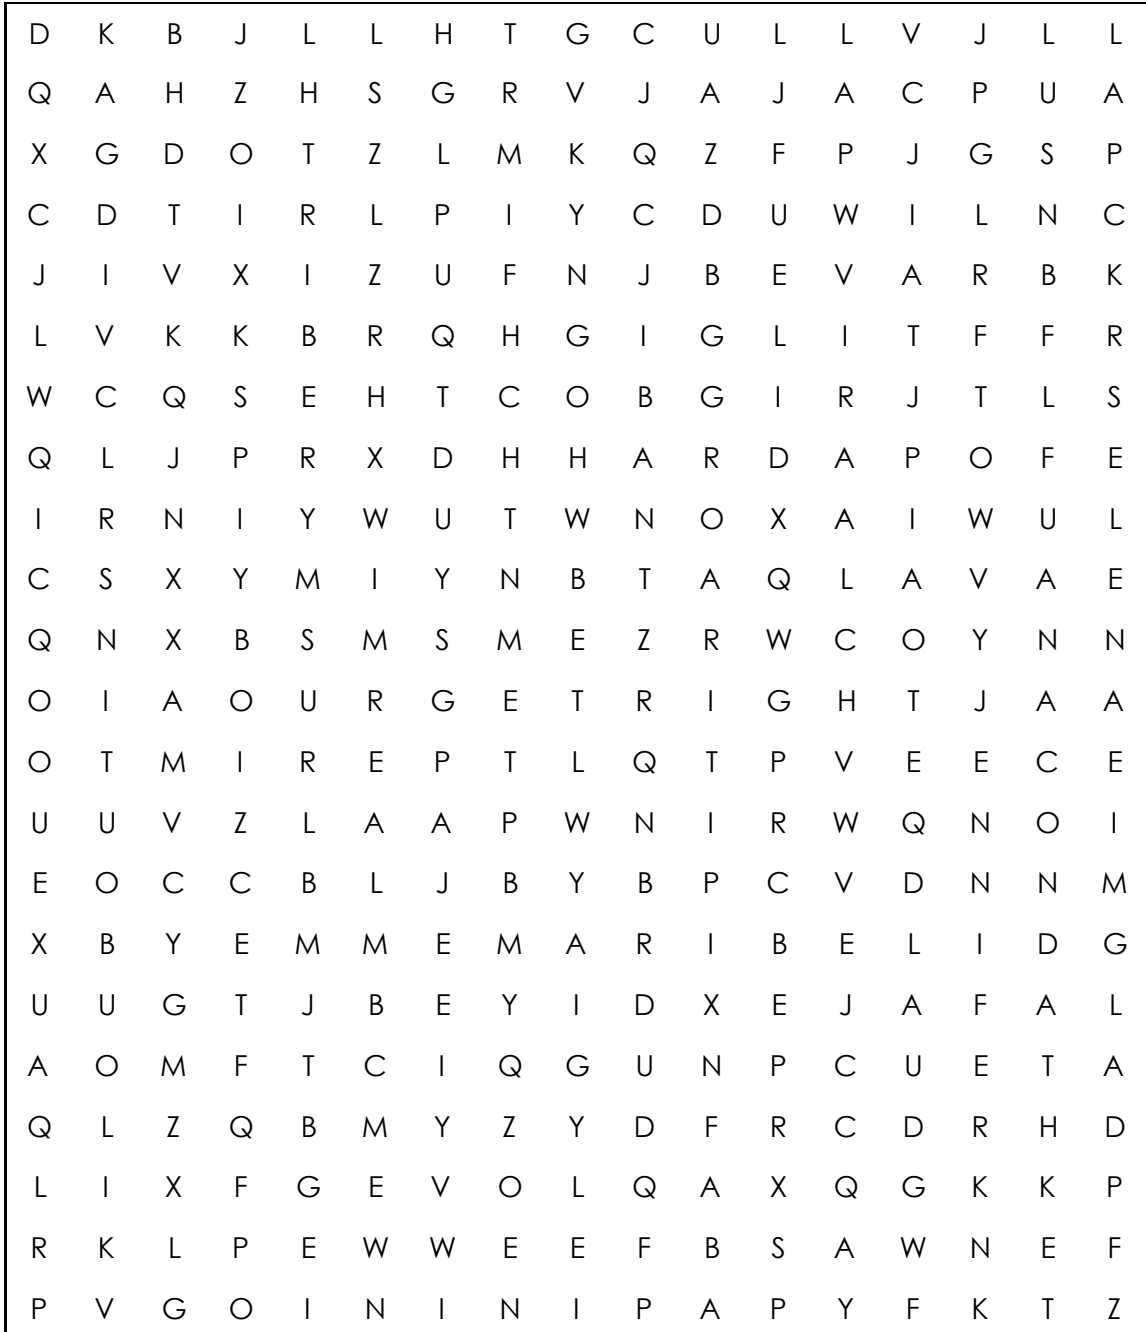 D K B J L L H T G C U L L V J L L
Q A H Z H S G R V J A J A C P U A
X G D O T Z L M K Q Z F P J G S P
C D T I R L P I Y C D U W I L N C
J I V X I Z U F N J B E V A R B K
L V K K B R Q H G I G L I T F F R
W C Q S E H T C O B G I R J T L S
Q L J P R X D H H A R D A P O F E
I R N I Y W U T W N O X A I W U L
C S X Y M I Y N B T A Q L A V A E
Q N X B S M S M E Z R W C O Y N N
O I A O U R G E T R I G H T J A A
O T M I R E P T L Q T P V E E C E
U U V Z L A A P W N I R W Q N O I
E O C C B L J B Y B P C V D N N M
X B Y E M M E M A R I B E L I D G
U U G T J B E Y I D X E J A F A L
A O M F T C I Q G U N P C U E T A
Q L Z Q B M Y Z Y D F R C D R H D
L I X F G E V O L Q A X Q G K K P
R K L P E W W E E F B S A W N E F
P V G O I N I N I P A P Y F K T Z